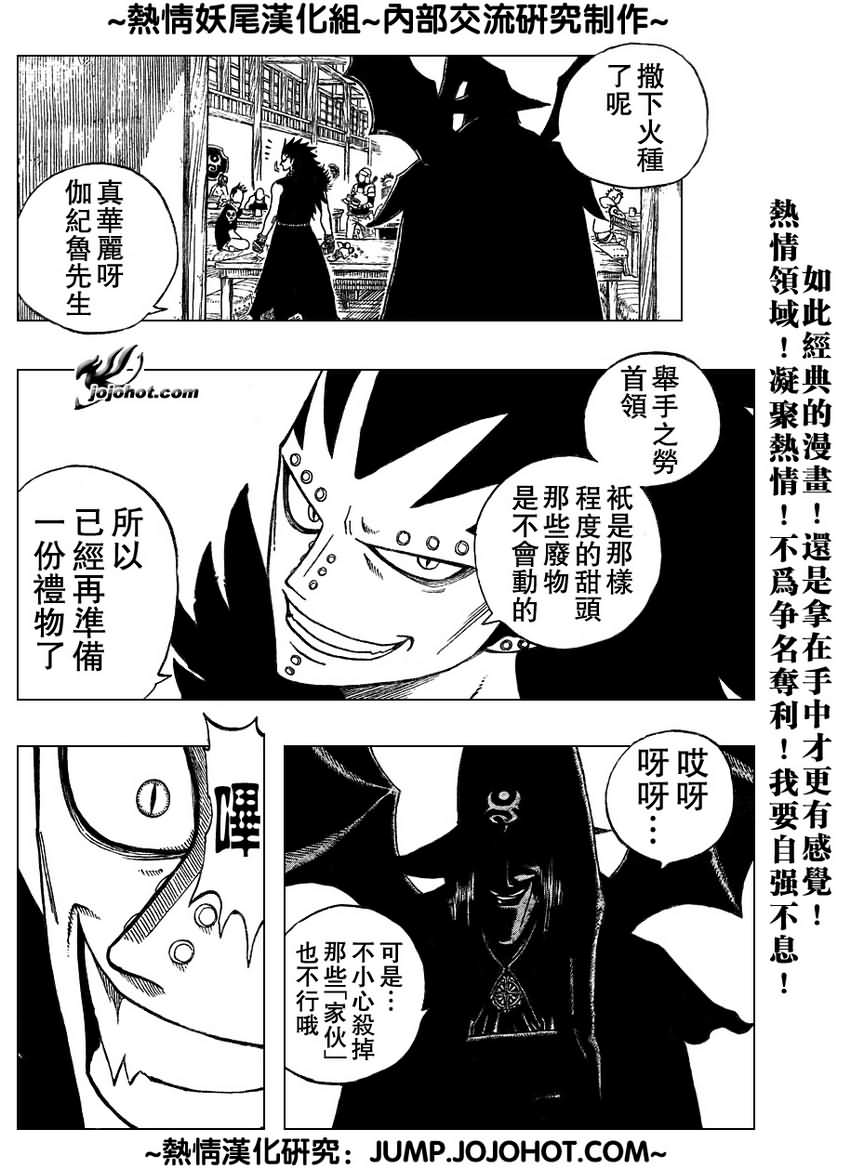 ~熱情妖尾漢化組~內部交流研究制作~
撒下火種
了呢
真華麗呀
伽紀魯先生
jojohot.com
舉手之勞
首領
衹是那樣
程度的甜頭
那些廢物
是不會動的
所以
已經再準備
一份禮物了
哎呀
呀呀…
可是…
不小心殺掉
那些「家伙」
也不行哦
嗶
如此經典的漫畫！還是拿在手中才更有感覺！
熱情領域！凝聚熱情！不爲争名奪利！我要自强不息！
~熱情漢化研究：JUMP.JOJOHOT.COM~